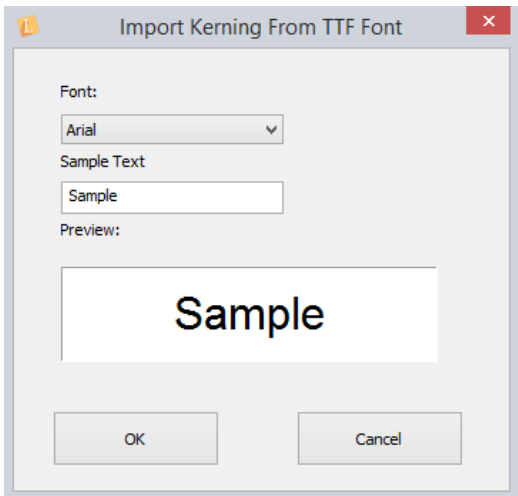 Import Kerning From TTF Font
Font:
Arial
Sample Text
Sample
Preview:
Sample
OK
Cancel